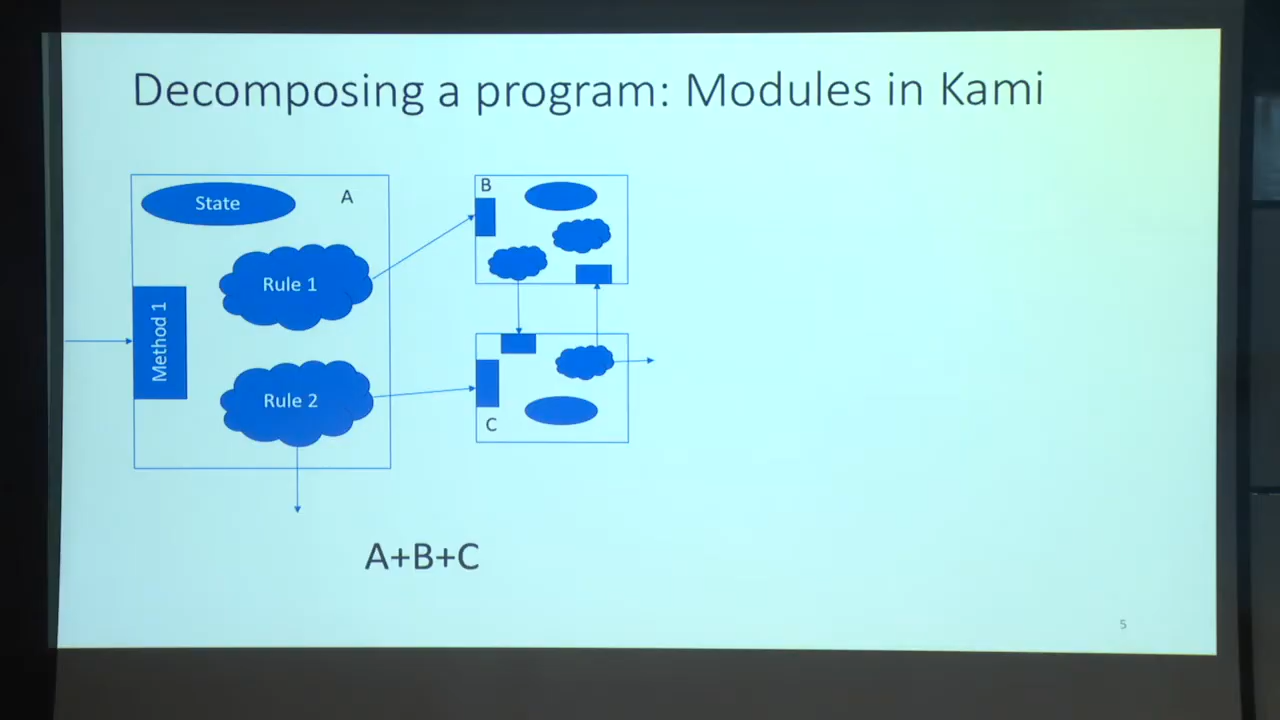 Decomposing a program: Modules in Kami
State
A
Rule 1
Method 1
Rule 2
B
C
A+B+C
5